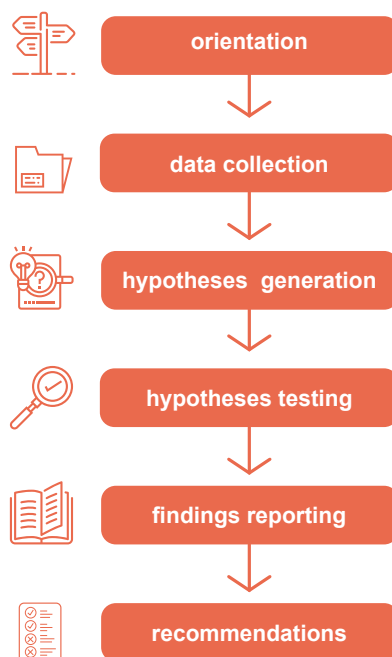 orientation
data collection
hypotheses generation
hypotheses testing
findings reporting
recommendations